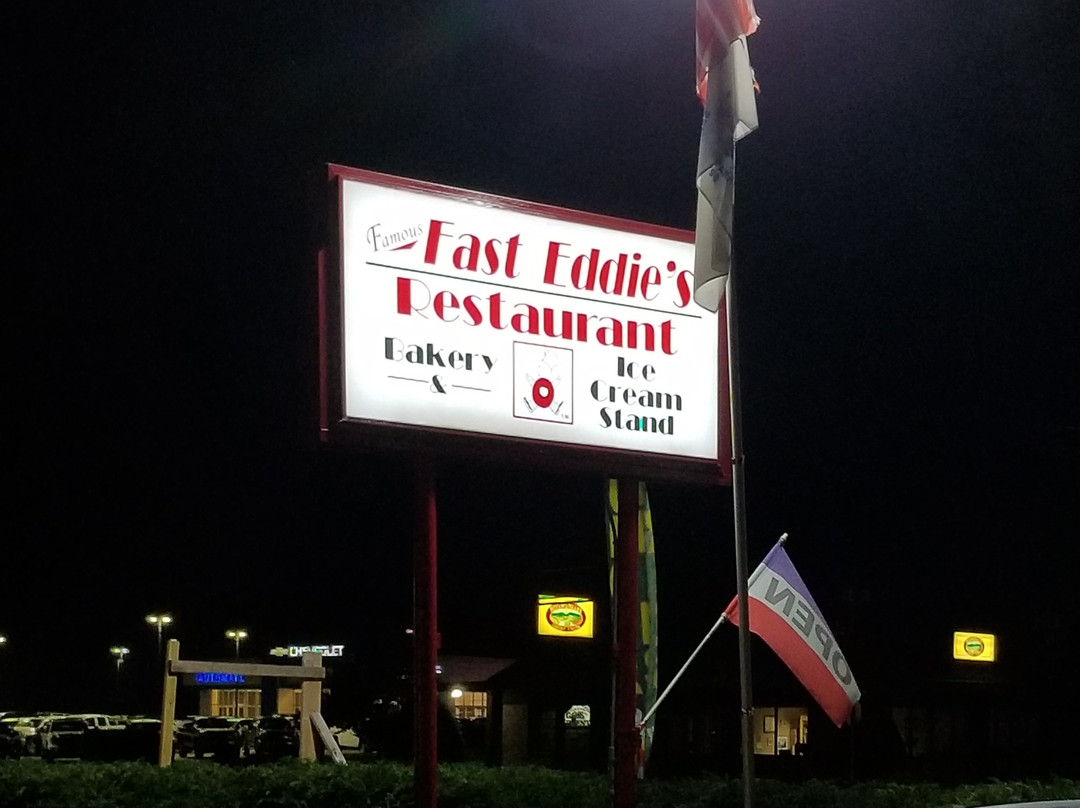 Famous Fast Eddie's
Restaurant
Bakery
&
Ice
Cream
Stand
OPEN
CHEVROLET